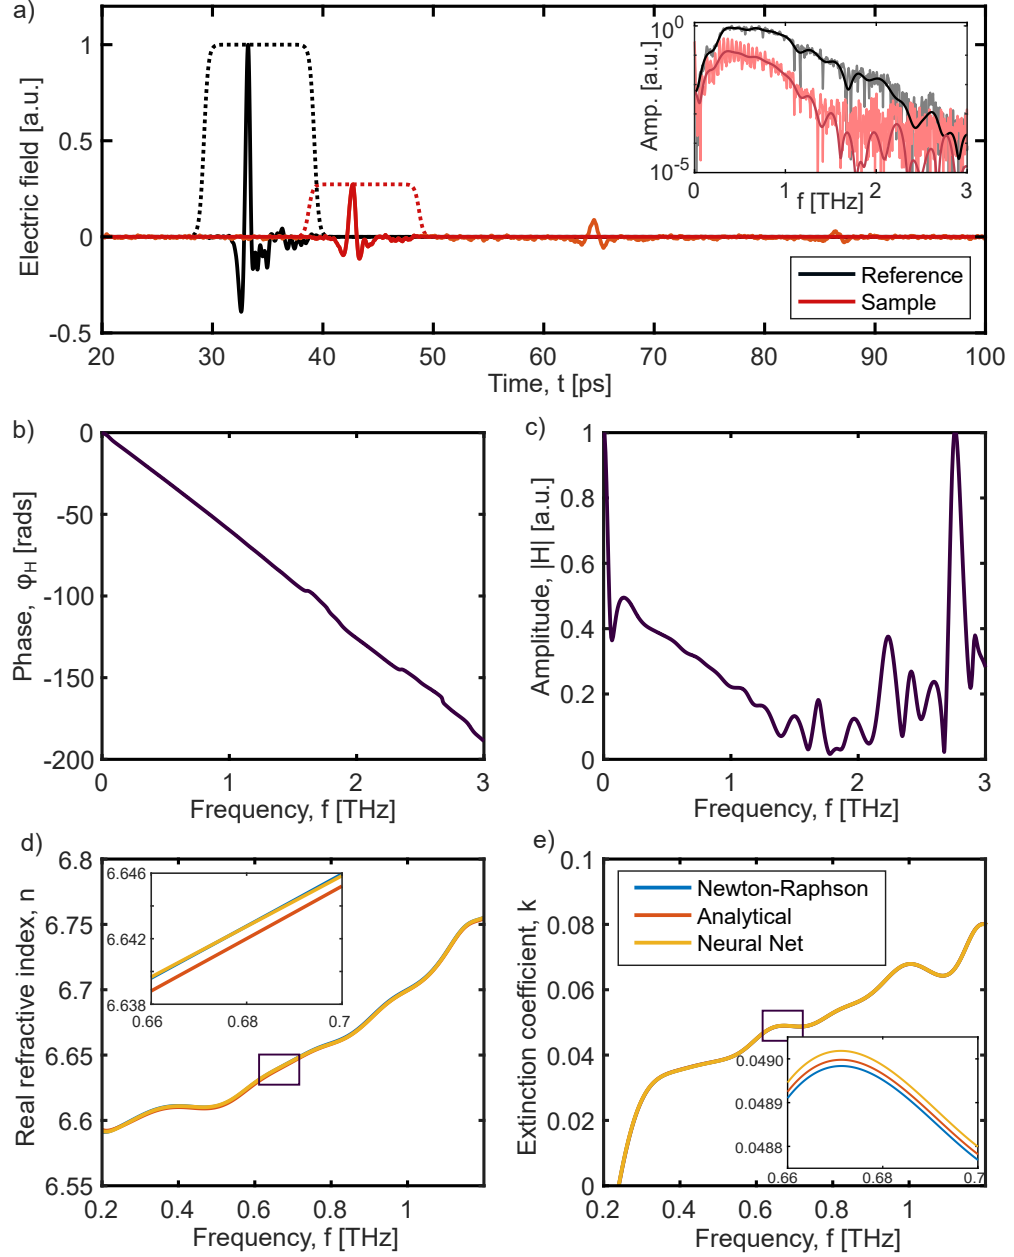 a)
Electric field [a.u.]
1
0.5
0
-0.5
20 30 40 50 60 70 80 90 100
Time, t [ps]
Reference
Sample
Amp. [a.u.]
10^0
10^-5
0 1 2 3
f [THz]
b)
Phase, φ_H [rads]
0
-50
-100
-150
-200
0 1 2 3
Frequency, f [THz]
c)
Amplitude, |H| [a.u.]
1
0.8
0.6
0.4
0.2
0
0 1 2 3
Frequency, f [THz]
d)
Real refractive index, n
6.8
6.75
6.7
6.65
6.6
6.55
0.2 0.4 0.6 0.8 1
Frequency, f [THz]
6.646
6.642
6.638
0.66 0.68 0.7
e)
Extinction coefficient, k
0.1
0.08
0.06
0.04
0.02
0
0.2 0.4 0.6 0.8 1
Frequency, f [THz]
Newton-Raphson
Analytical
Neural Net
0.0490
0.0489
0.0488
0.66 0.68 0.7